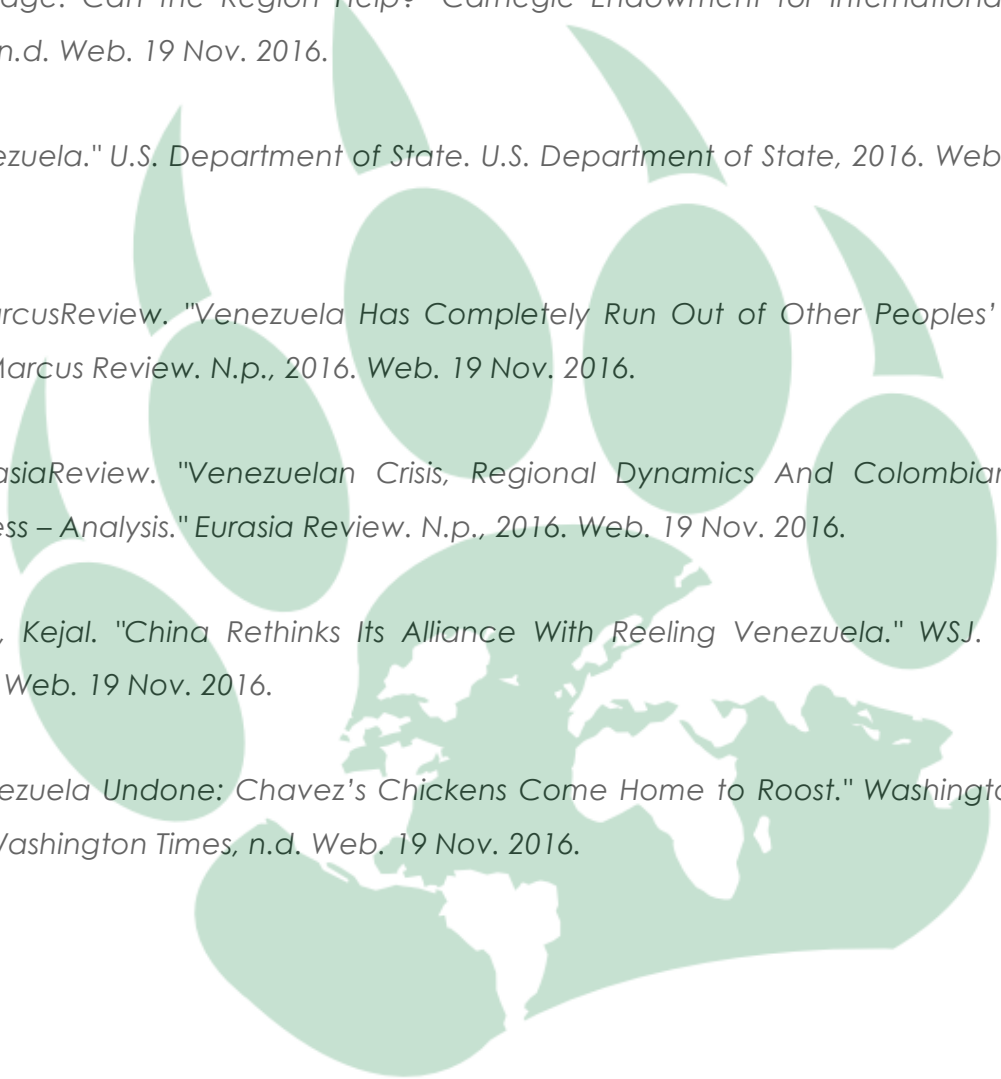 age: Can the Region Help?" Carnegie Endowment for International
n.d. Web. 19 Nov. 2016.
ezuela." U.S. Department of State. U.S. Department of State, 2016. Web
rcusReview. "Venezuela Has Completely Run Out of Other Peoples'
Marcus Review. N.p., 2016. Web. 19 Nov. 2016.
asiaReview. "Venezuelan Crisis, Regional Dynamics And Colombian
ess – Analysis." Eurasia Review. N.p., 2016. Web. 19 Nov. 2016.
, Kejal. "China Rethinks Its Alliance With Reeling Venezuela." WSJ.
Web. 19 Nov. 2016.
ezuela Undone: Chavez's Chickens Come Home to Roost." Washingto
Washington Times, n.d. Web. 19 Nov. 2016.